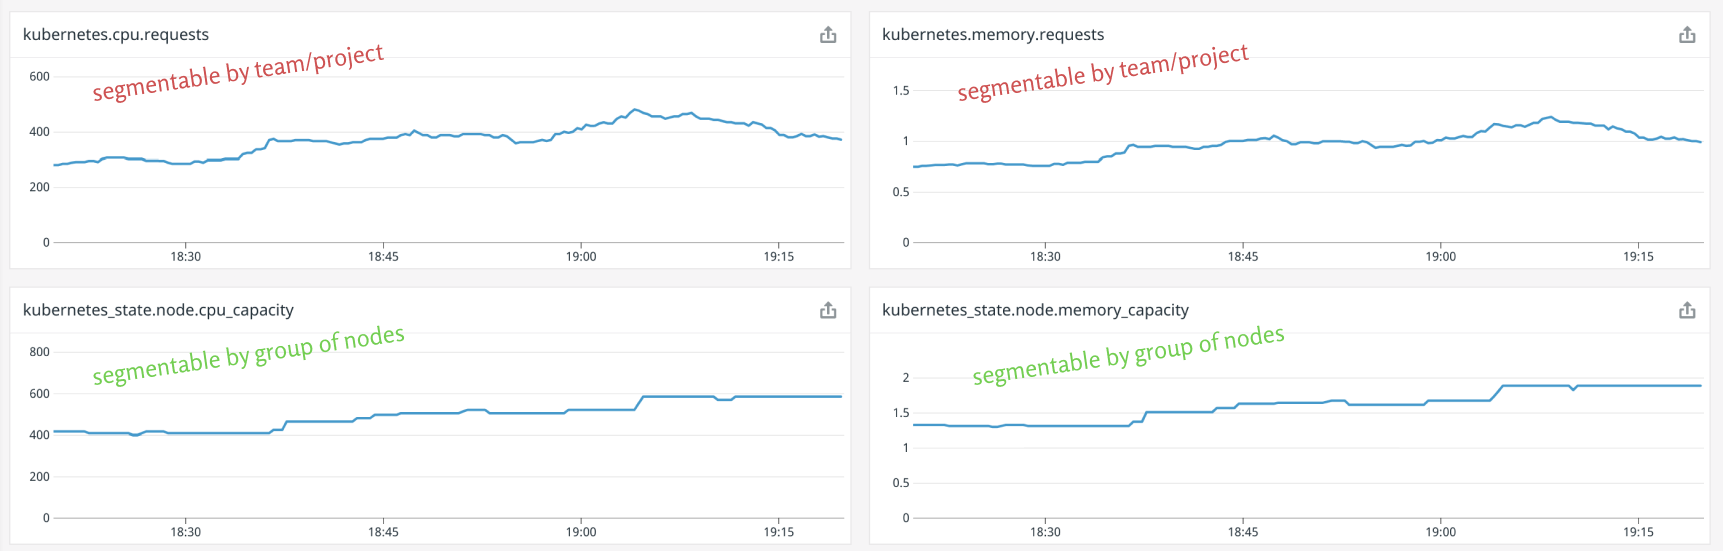 kubernetes.cpu.requests
segmentable by team/project
600
400
200
0
18:30 18:45 19:00 19:15
kubernetes.memory.requests
segmentable by team/project
1.5
1
0.5
0
18:30 18:45 19:00 19:15
kubernetes_state.node.cpu_capacity
segmentable by group of nodes
800
600
400
200
0
18:30 18:45 19:00 19:15
kubernetes_state.node.memory_capacity
segmentable by group of nodes
2
1.5
1
0.5
0
18:30 18:45 19:00 19:15